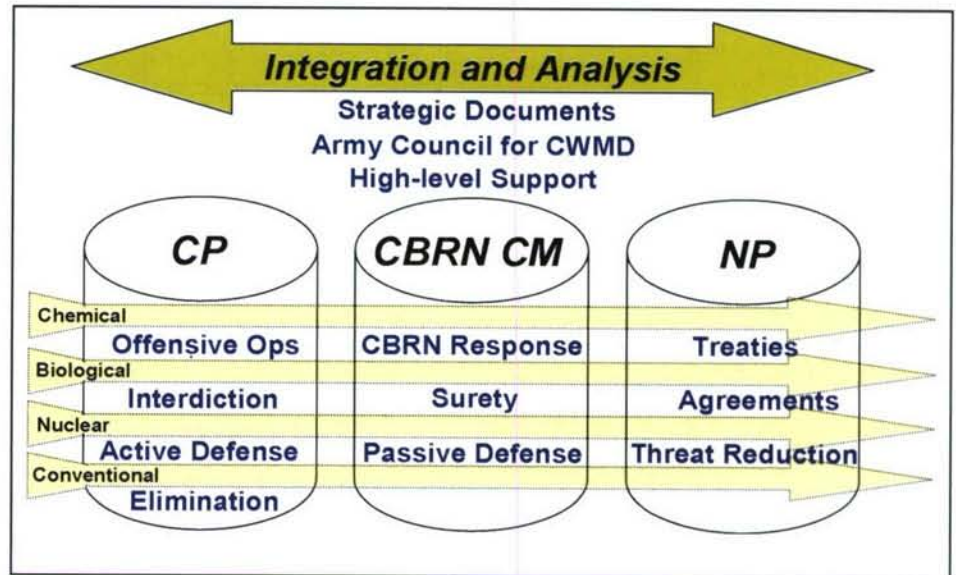 Integration and Analysis
Strategic Documents
Army Council for CWMD
High-level Support
CP
CBRN CM
NP
Chemical
Offensive Ops
CBRN Response
Treaties
Biological
Interdiction
Surety
Agreements
Nuclear
Active Defense
Passive Defense
Threat Reduction
Conventional
Elimination